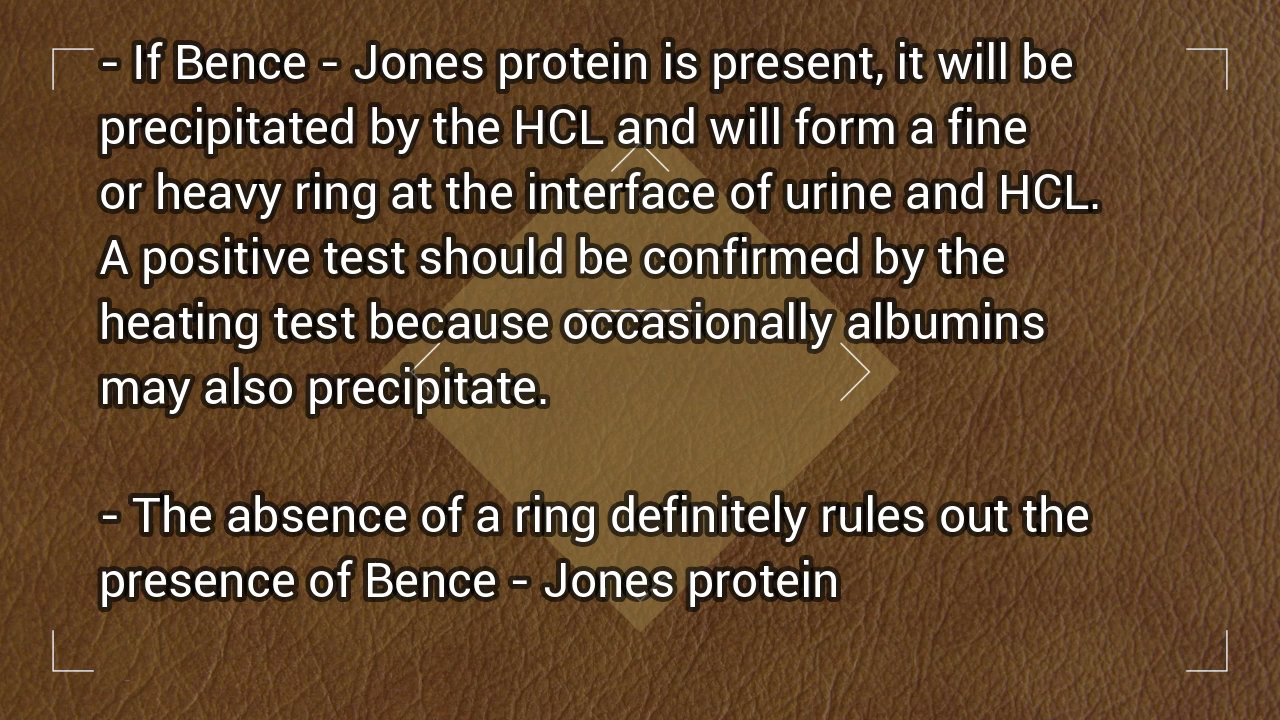 - If Bence - Jones protein is present, it will be
precipitated by the HCL and will form a fine
or heavy ring at the interface of urine and HCL.
A positive test should be confirmed by the
heating test because occasionally albumins
may also precipitate.
- The absence of a ring definitely rules out the
presence of Bence - Jones protein